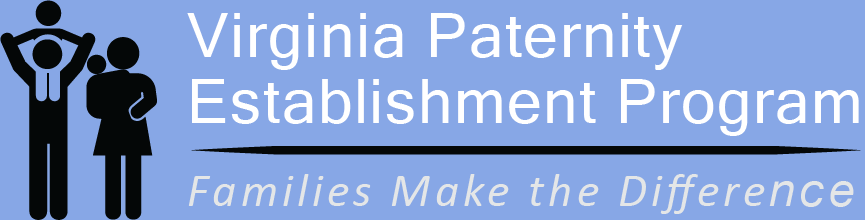 Virginia Paternity
Establishment Program
Families Make the Difference